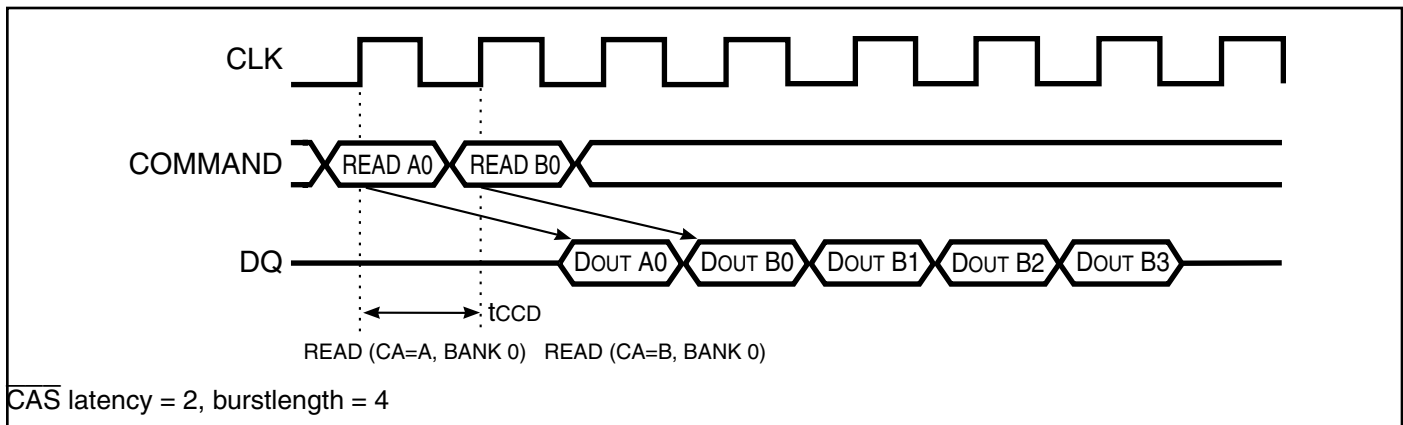 CLK
COMMAND READ A0 READ B0
DQ DOUT A0 DOUT B0 DOUT B1 DOUT B2 DOUT B3
tCCD
READ (CA=A, BANK 0) READ (CA=B, BANK 0)
C̅A̅S̅ latency = 2, burstlength = 4